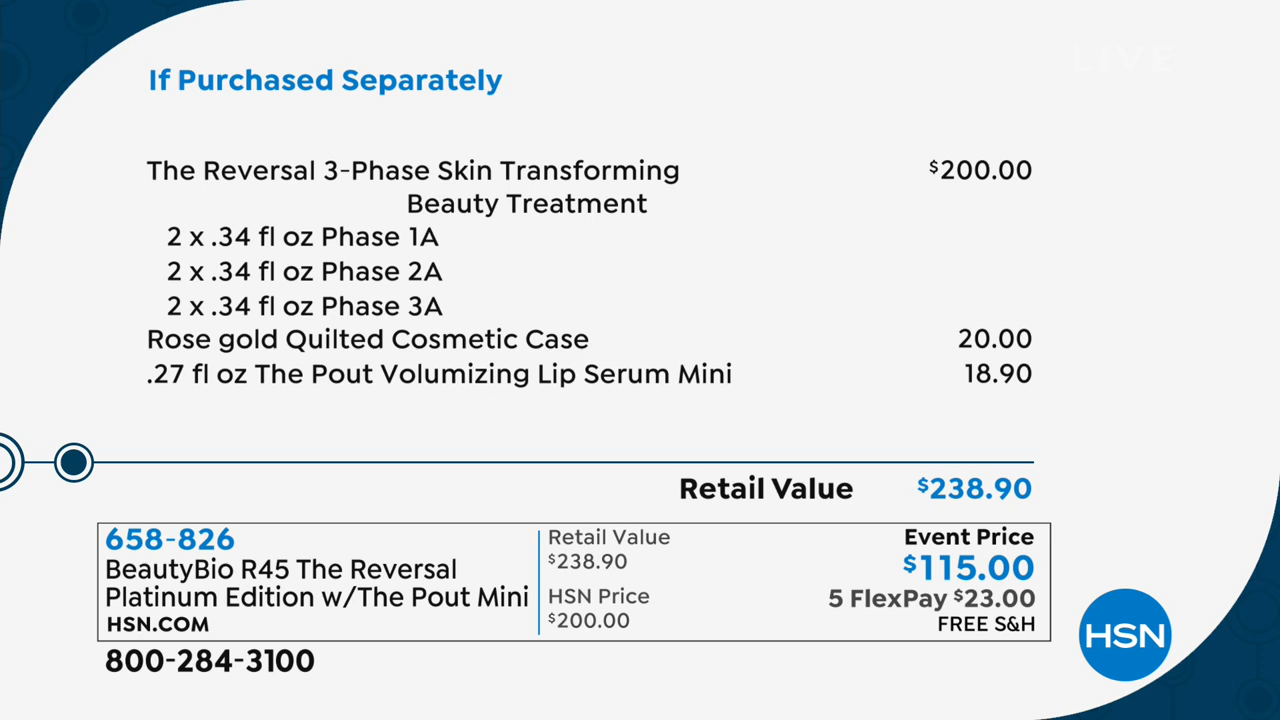 LIVE
If Purchased Separately
The Reversal 3-Phase Skin Transforming $200.00
Beauty Treatment
2 x .34 fl oz Phase 1A
2 x .34 fl oz Phase 2A
2 x .34 fl oz Phase 3A
Rose gold Quilted Cosmetic Case 20.00
.27 fl oz The Pout Volumizing Lip Serum Mini 18.90
Retail Value $238.90
658-826
BeautyBio R45 The Reversal
Platinum Edition w/The Pout Mini
HSN.COM
Retail Value
$238.90
HSN Price
$200.00
Event Price
$115.00
5 FlexPay $23.00
FREE S&H
800-284-3100
HSN